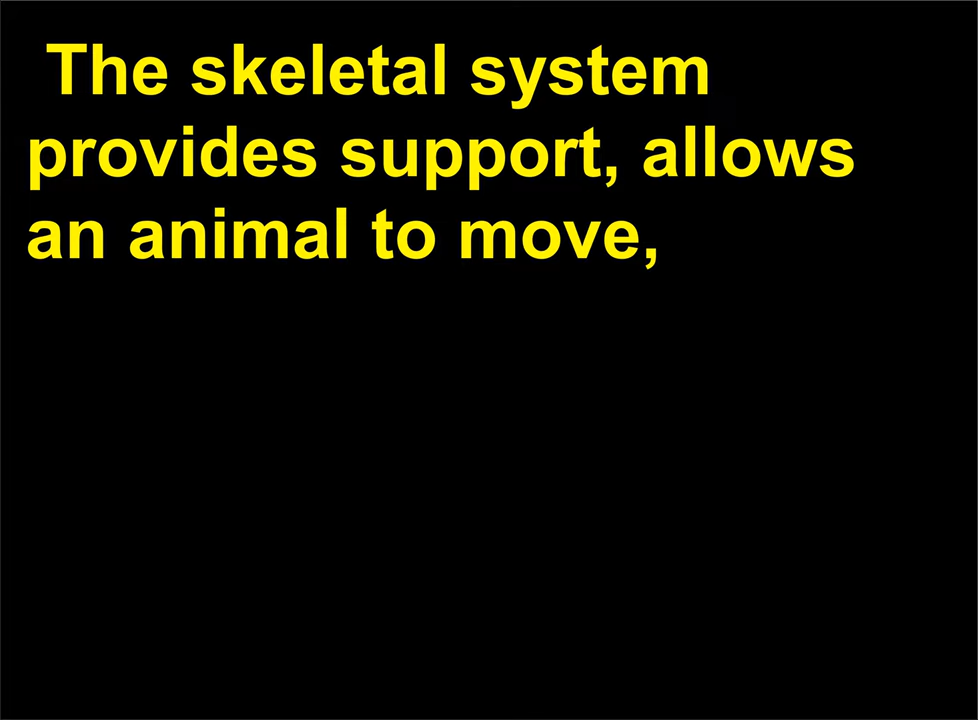 The skeletal system
provides support, allows
an animal to move,